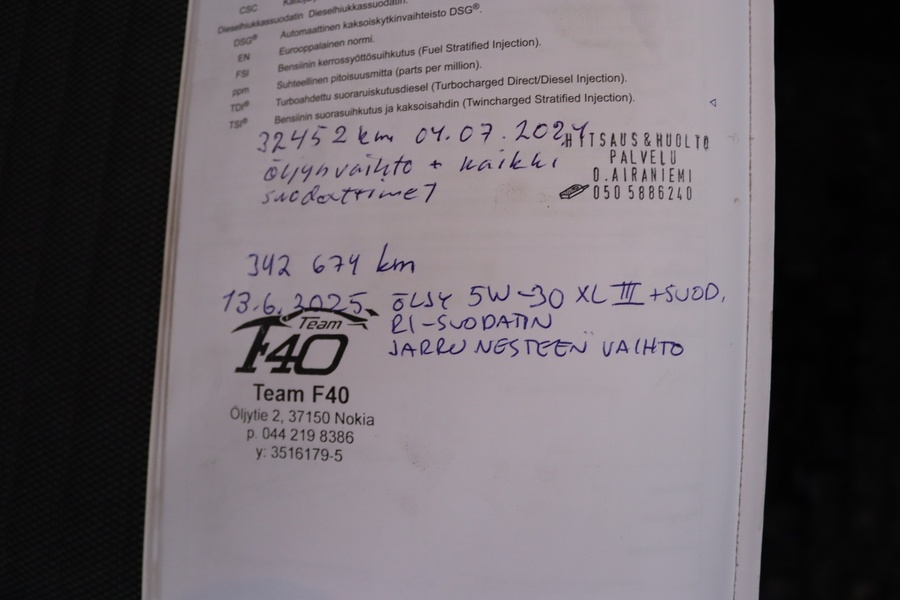 CSC
Dieselhiukkassuodatin Dieselhiukkassuodatin.
DSG® Automaattinen kaksoiskytkinvaihteisto DSG®.
EN Eurooppalainen normi.
FSI Bensiinin kerrossyöttösuihkutus (Fuel Stratified Injection).
ppm Suhteellinen pitoisuusmitta (parts per million).
TDI® Turboahdettu suoraruiskutusdiesel (Turbocharged Direct/Diesel Injection).
TSI® Bensiinin suorasuihkutus ja kaksoisahdin (Twincharged Stratified Injection).
32452 km 04.07.2024
öljynvaihto + kaikki
HITSAUS & HUOLTO
PALVELU
O.AIRANIEMI
050 5886240
342 674 km
13.6.2025 ÖLJY 5W-30 XL III +SUOD.
RI-SUODATIN
JARRUNESTEEN VAIHTO
Team
F40
Team F40
Öljytie 2, 37150 Nokia
p. 044 219 8386
y: 3516179-5